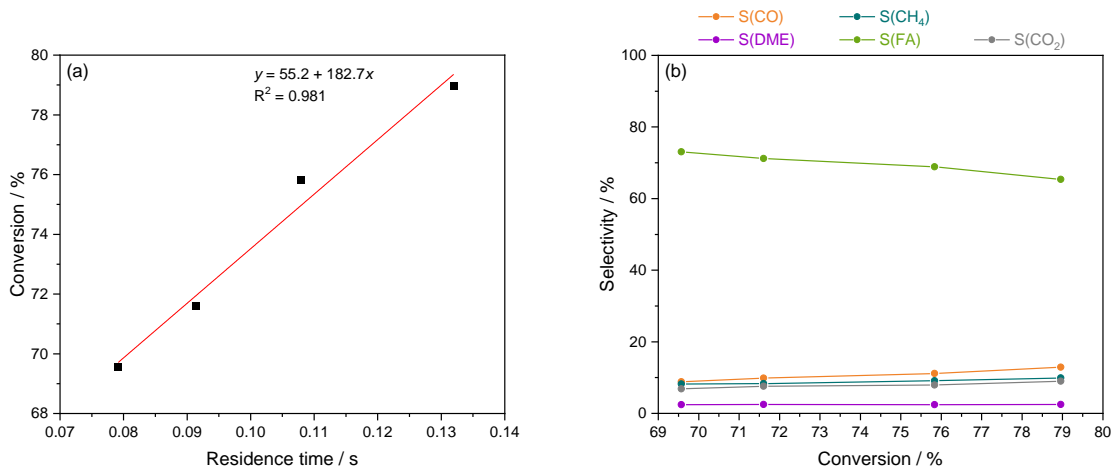 (a)
y = 55.2 + 182.7x
R² = 0.981
80
78
76
74
72
70
68
0.07 0.08 0.09 0.10 0.11 0.12 0.13 0.14
Conversion / %
Residence time / s
S(CO) S(CH₄)
S(DME) S(FA) S(CO₂)
(b)
100
80
60
40
20
0
69 70 71 72 73 74 75 76 77 78 79 80
Selectivity / %
Conversion / %